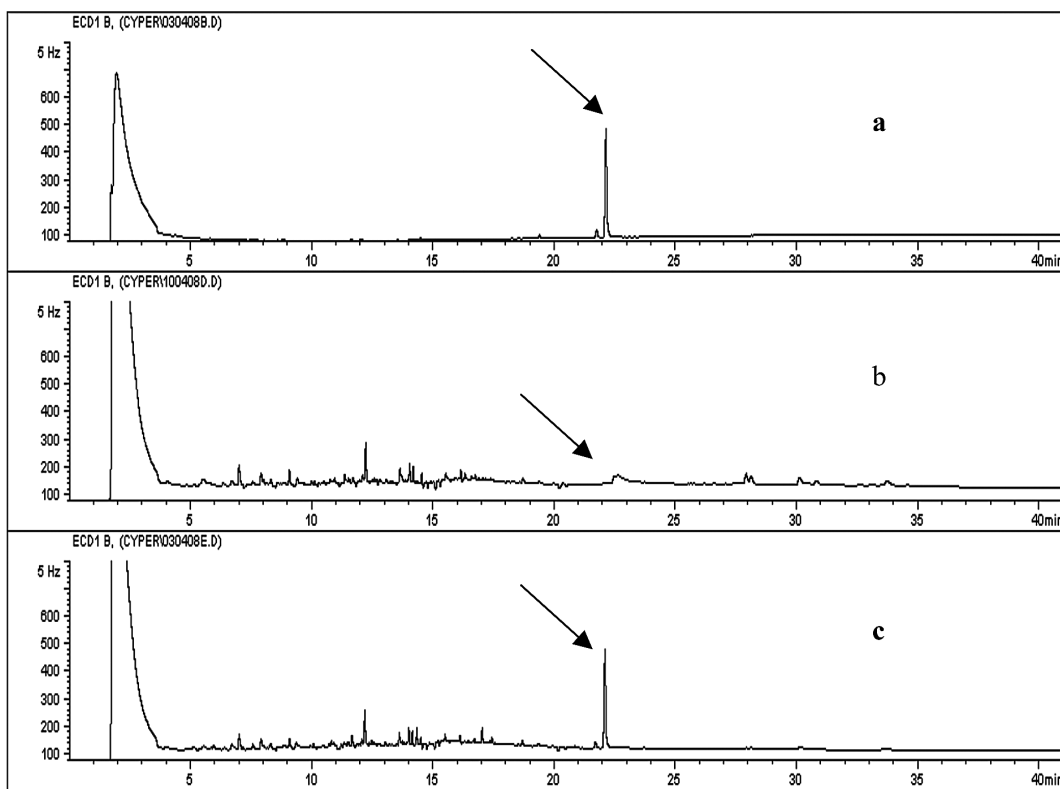 ECD1 B, (CYPER\030408B.D)
5 Hz
600
500
400
300
200
100
a
5 10 15 20 25 30 35 40min
ECD1 B, (CYPER\100408D.D)
5 Hz
600
500
400
300
200
100
b
5 10 15 20 25 30 35 40min
ECD1 B, (CYPER\030408E.D)
5 Hz
600
500
400
300
200
100
c
5 10 15 20 25 30 35 40min